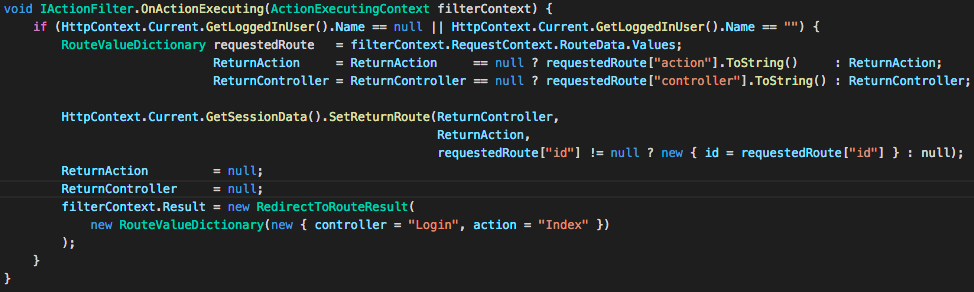 void IActionFilter.OnActionExecuting(ActionExecutingContext filterContext) {
    if (HttpContext.Current.GetLoggedInUser().Name == null || HttpContext.Current.GetLoggedInUser().Name == "") {
        RouteValueDictionary requestedRoute   = filterContext.RequestContext.RouteData.Values;
                             ReturnAction     = ReturnAction     == null ? requestedRoute["action"].ToString()     : ReturnAction;
                             ReturnController = ReturnController == null ? requestedRoute["controller"].ToString() : ReturnController;
        HttpContext.Current.GetSessionData().SetReturnRoute(ReturnController,
                                                            ReturnAction,
                                                            requestedRoute["id"] != null ? new { id = requestedRoute["id"] } : null);
        ReturnAction         = null;
        ReturnController     = null;
        filterContext.Result = new RedirectToRouteResult(
            new RouteValueDictionary(new { controller = "Login", action = "Index" })
        );
    }
}